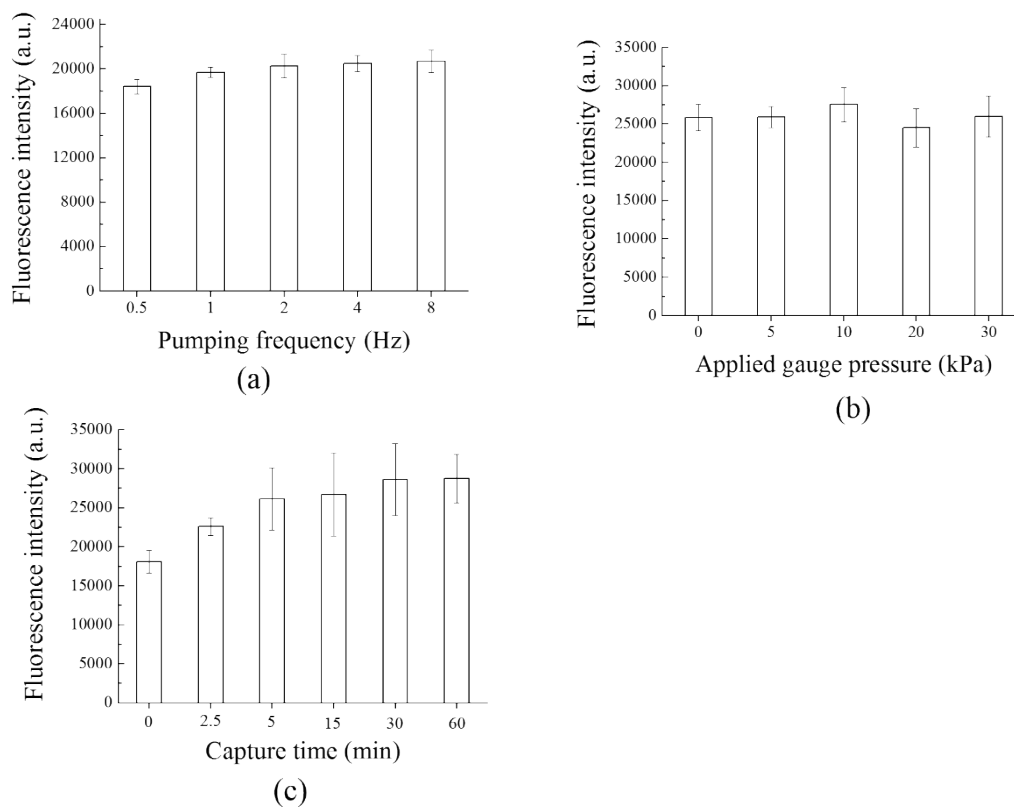 24000
20000
16000
12000
8000
4000
0
Fluorescence intensity (a.u.)
0.5 1 2 4 8
Pumping frequency (Hz)
(a)
35000
30000
25000
20000
15000
10000
5000
0
Fluorescence intensity (a.u.)
0 5 10 20 30
Applied gauge pressure (kPa)
(b)
35000
30000
25000
20000
15000
10000
5000
0
Fluorescence intensity (a.u.)
0 2.5 5 15 30 60
Capture time (min)
(c)